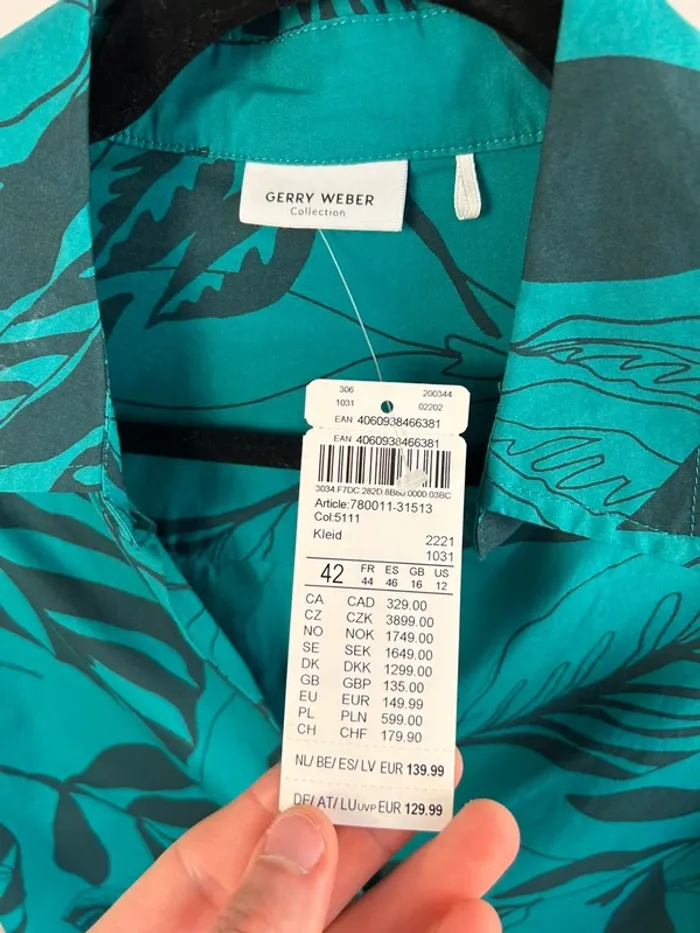 GERRY WEBER
Collection
306 200344
1031 02202
EAN 4060938466381
EAN 4060938466381
3034.F7DC.282D.8B80.0000.03BC
Article:780011-31513
Col:5111
Kleid 2221
1031
42 FR 44 ES 46 GB 16 US 12
CA CAD 329.00
CZ CZK 3899.00
NO NOK 1749.00
SE SEK 1649.00
DK DKK 1299.00
GB GBP 135.00
EU EUR 149.99
PL PLN 599.00
CH CHF 179.90
NL/ BE/ ES/ LV EUR 139.99
DE/ AT/ LU UVP EUR 129.99